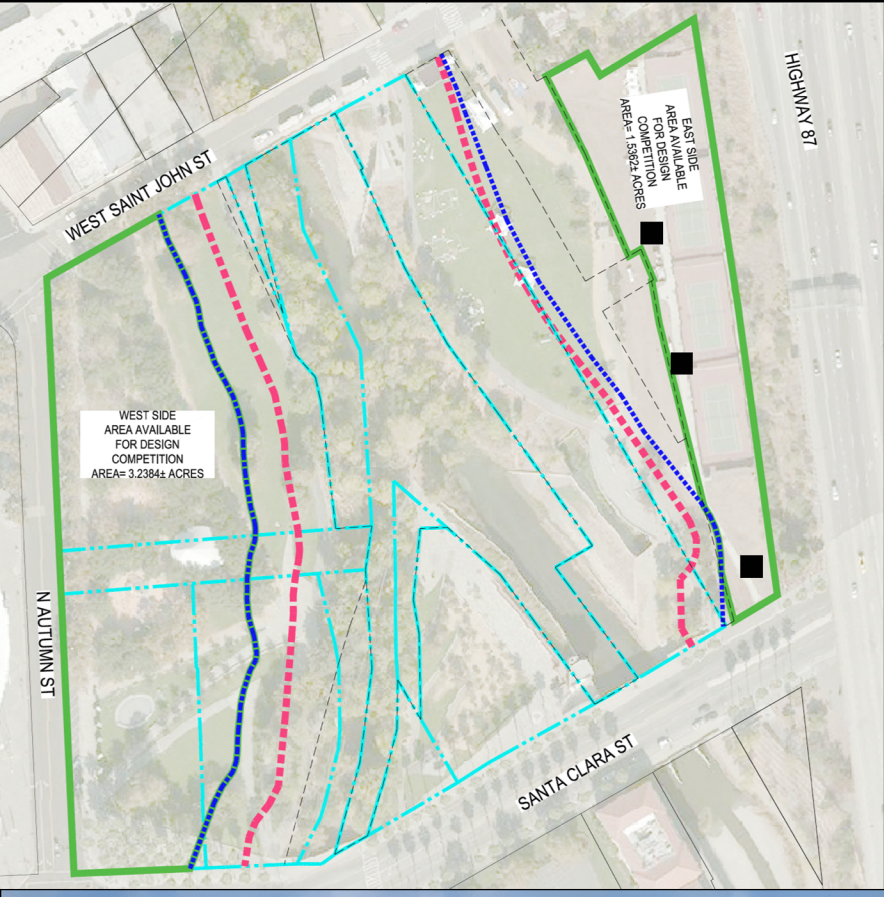 HIGHWAY 87
EAST SIDE
AREA AVAILABLE
FOR DESIGN
COMPETITION
AREA= 1.5362± ACRES
WEST SAINT JOHN ST
WEST SIDE
AREA AVAILABLE
FOR DESIGN
COMPETITION
AREA= 3.2384± ACRES
N AUTUMN ST
SANTA CLARA ST